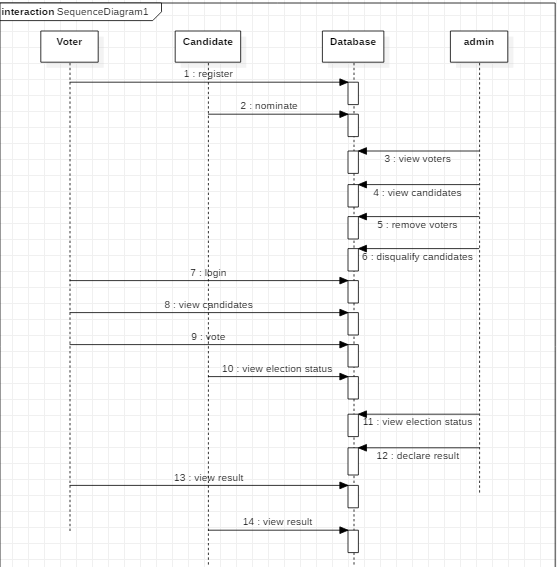 interaction SequenceDiagram1
Voter
Candidate
Database
admin
1 : register
2 : nominate
3 : view voters
4 : view candidates
5 : remove voters
6 : disqualify candidates
7 : login
8 : view candidates
9 : vote
10 : view election status
11 : view election status
12 : declare result
13 : view result
14 : view result